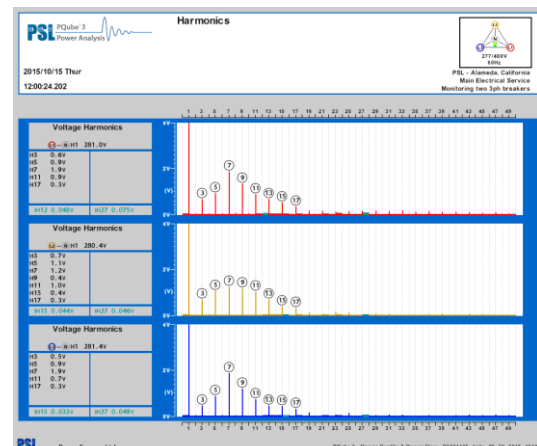 Harmonics
PSL PQube 3
Power Analysis
277/480V
60Hz
2015/10/15 Thur
12:00:24.202
PSL - Alameda, California
Main Electrical Service
Monitoring two 3ph breakers
1 3 5 7 9 11 13 15 17 19 21 23 25 27 29 31 33 35 37 39 41 43 45 47 49
Voltage Harmonics
L1 – N:H1 281.0V
H3 0.6V
H5 0.9V
H7 1.9V
H11 0.9V
H17 0.3V
IH12 0.048V IH27 0.075V
4V
2V
(V)
0V
3 5 7 9 11 13 15 17
Voltage Harmonics
L2 – N:H1 280.4V
H3 0.7V
H5 1.1V
H7 1.2V
H9 0.4V
H11 1.0V
H15 0.4V
H17 0.3V
IH15 0.044V IH27 0.046V
4V
2V
(V)
0V
3 5 7 9 11 13 15 17
Voltage Harmonics
L3 – N:H1 281.4V
H3 0.5V
H5 0.9V
H7 1.9V
H11 0.7V
H17 0.3V
IH15 0.033V IH27 0.049V
4V
2V
(V)
0V
3 5 7 9 11 13 15 17
1 3 5 7 9 11 13 15 17 19 21 23 25 27 29 31 33 35 37 39 41 43 45 47 49
PSL